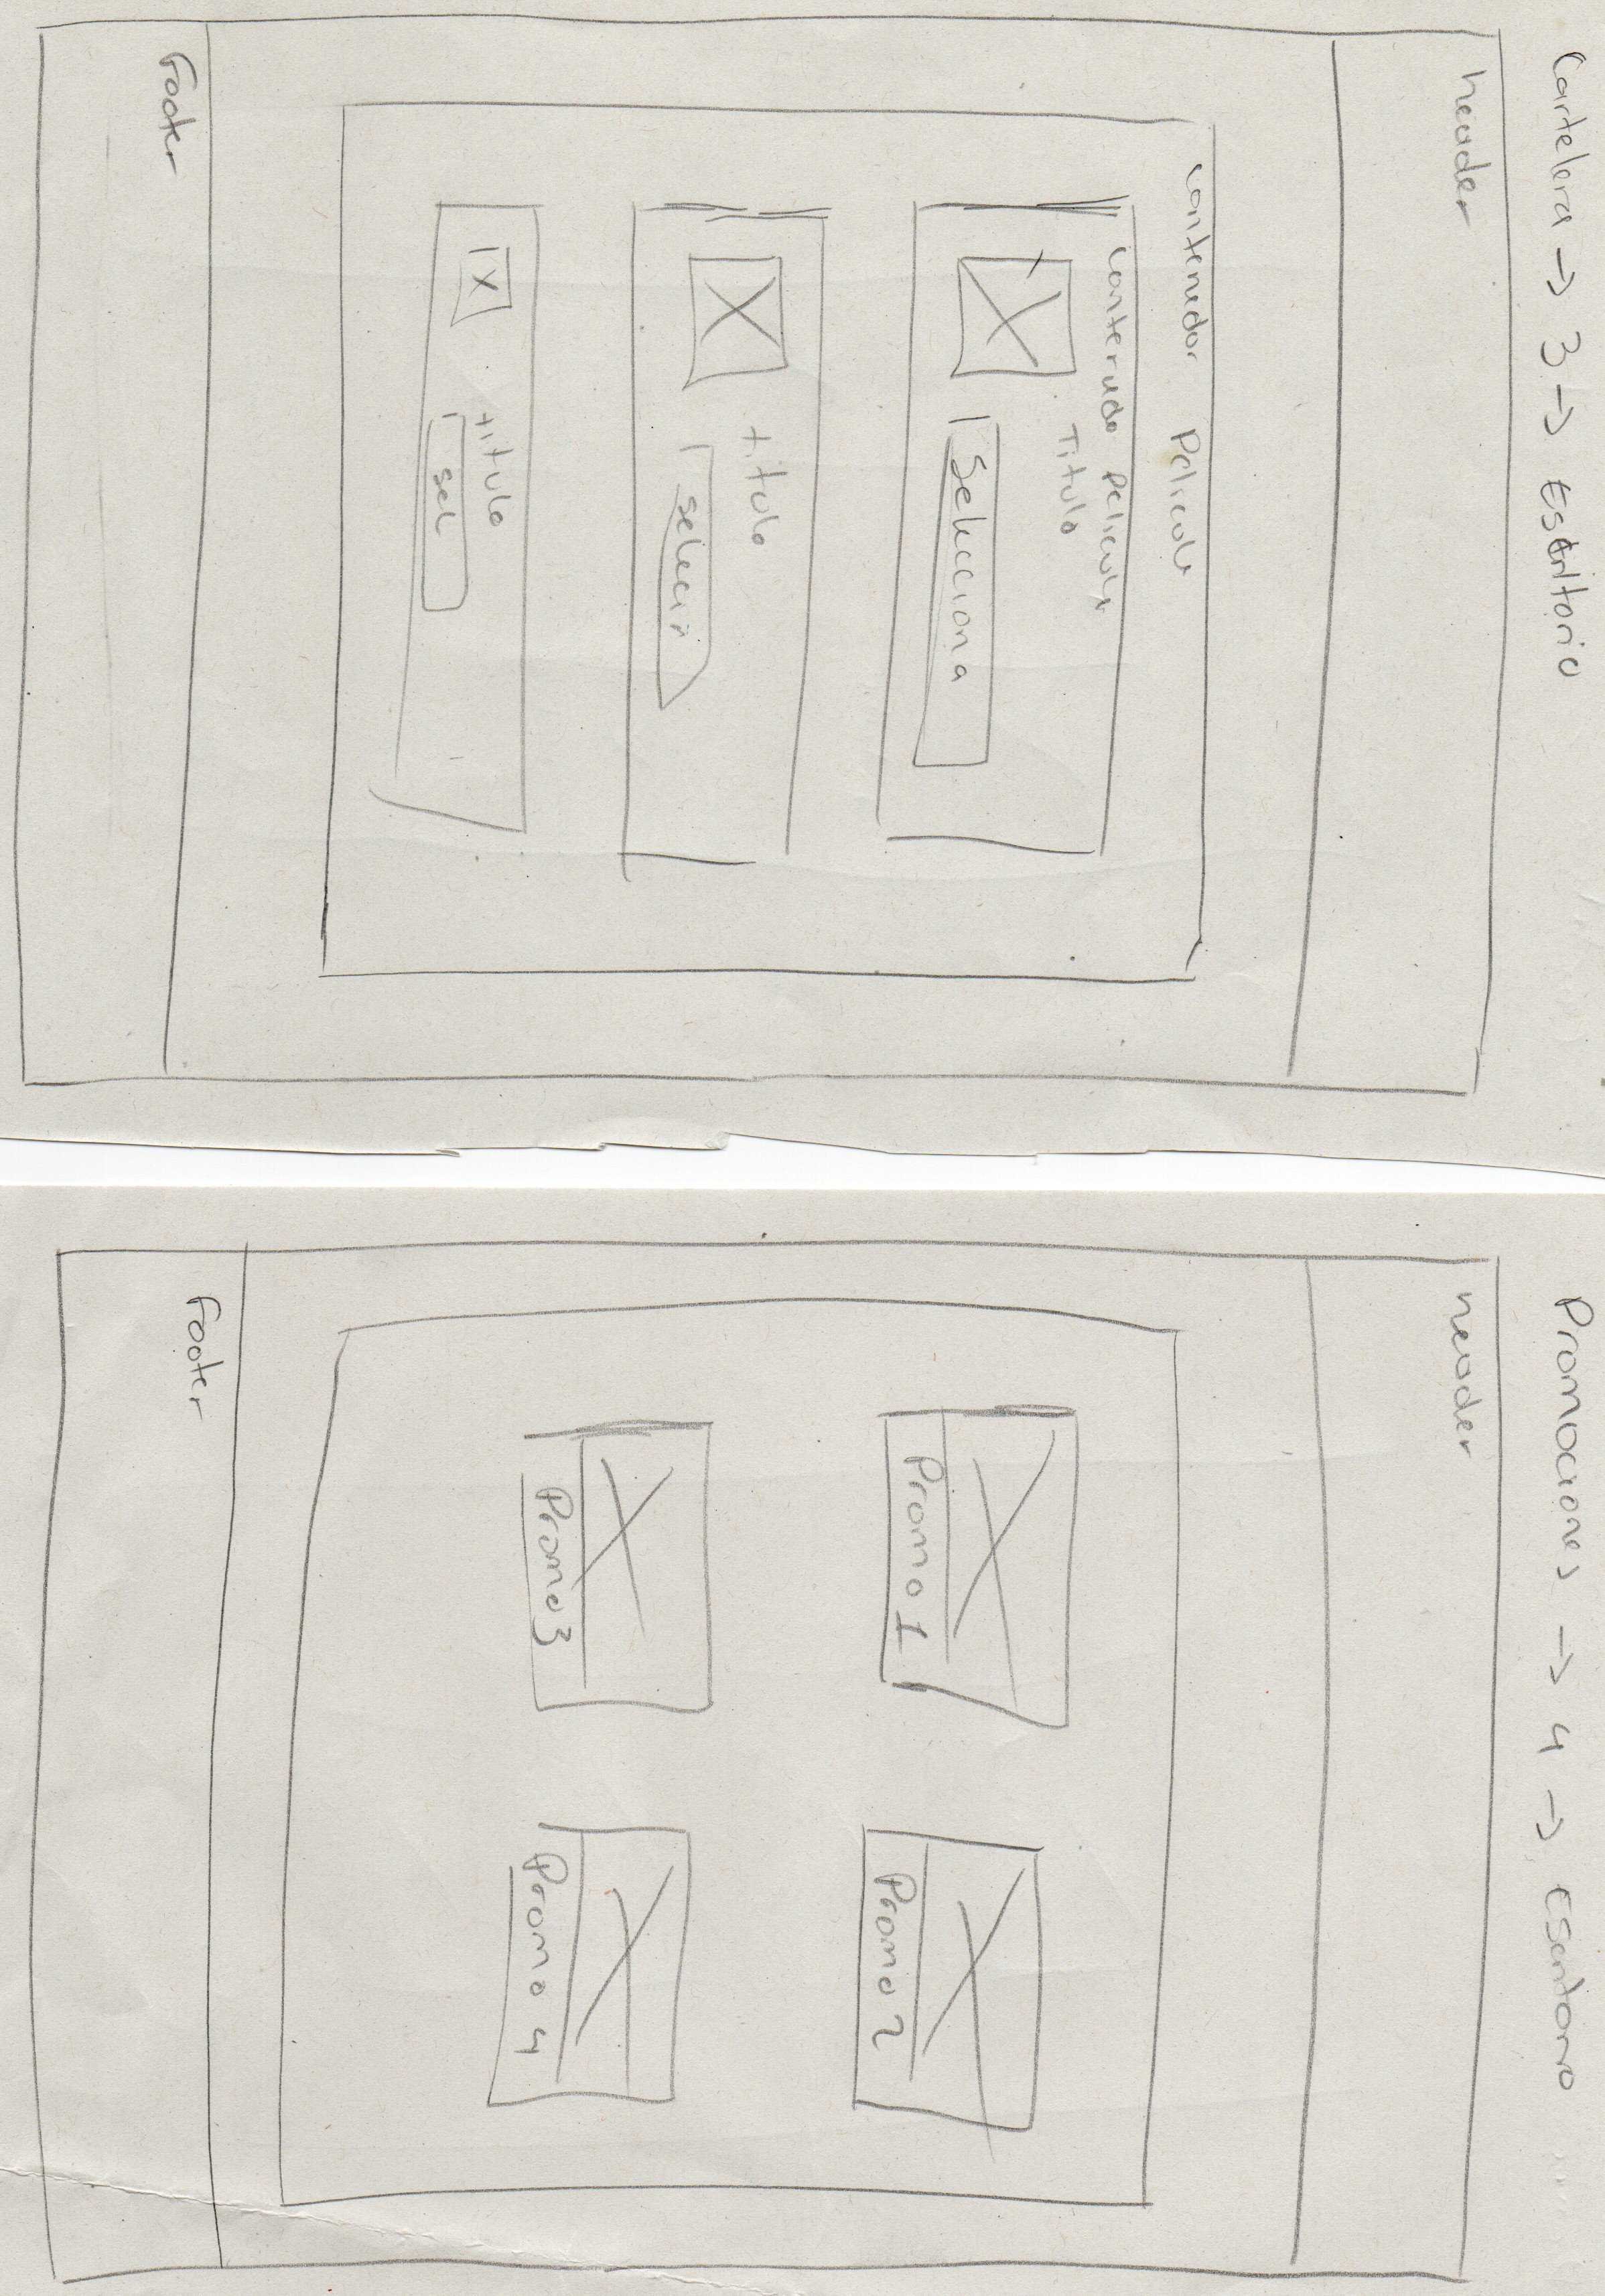 Cartelera -> 3 -> Escritorio
header
contenedor Pelicula
Contenido Pelicula
Titulo
Selecciona
titulo
selecir
titulo
sel
Footer
Promociones -> 4 -> Escritorio
header
Promo 1
Promo 2
Promo 3
Promo 4
Footer